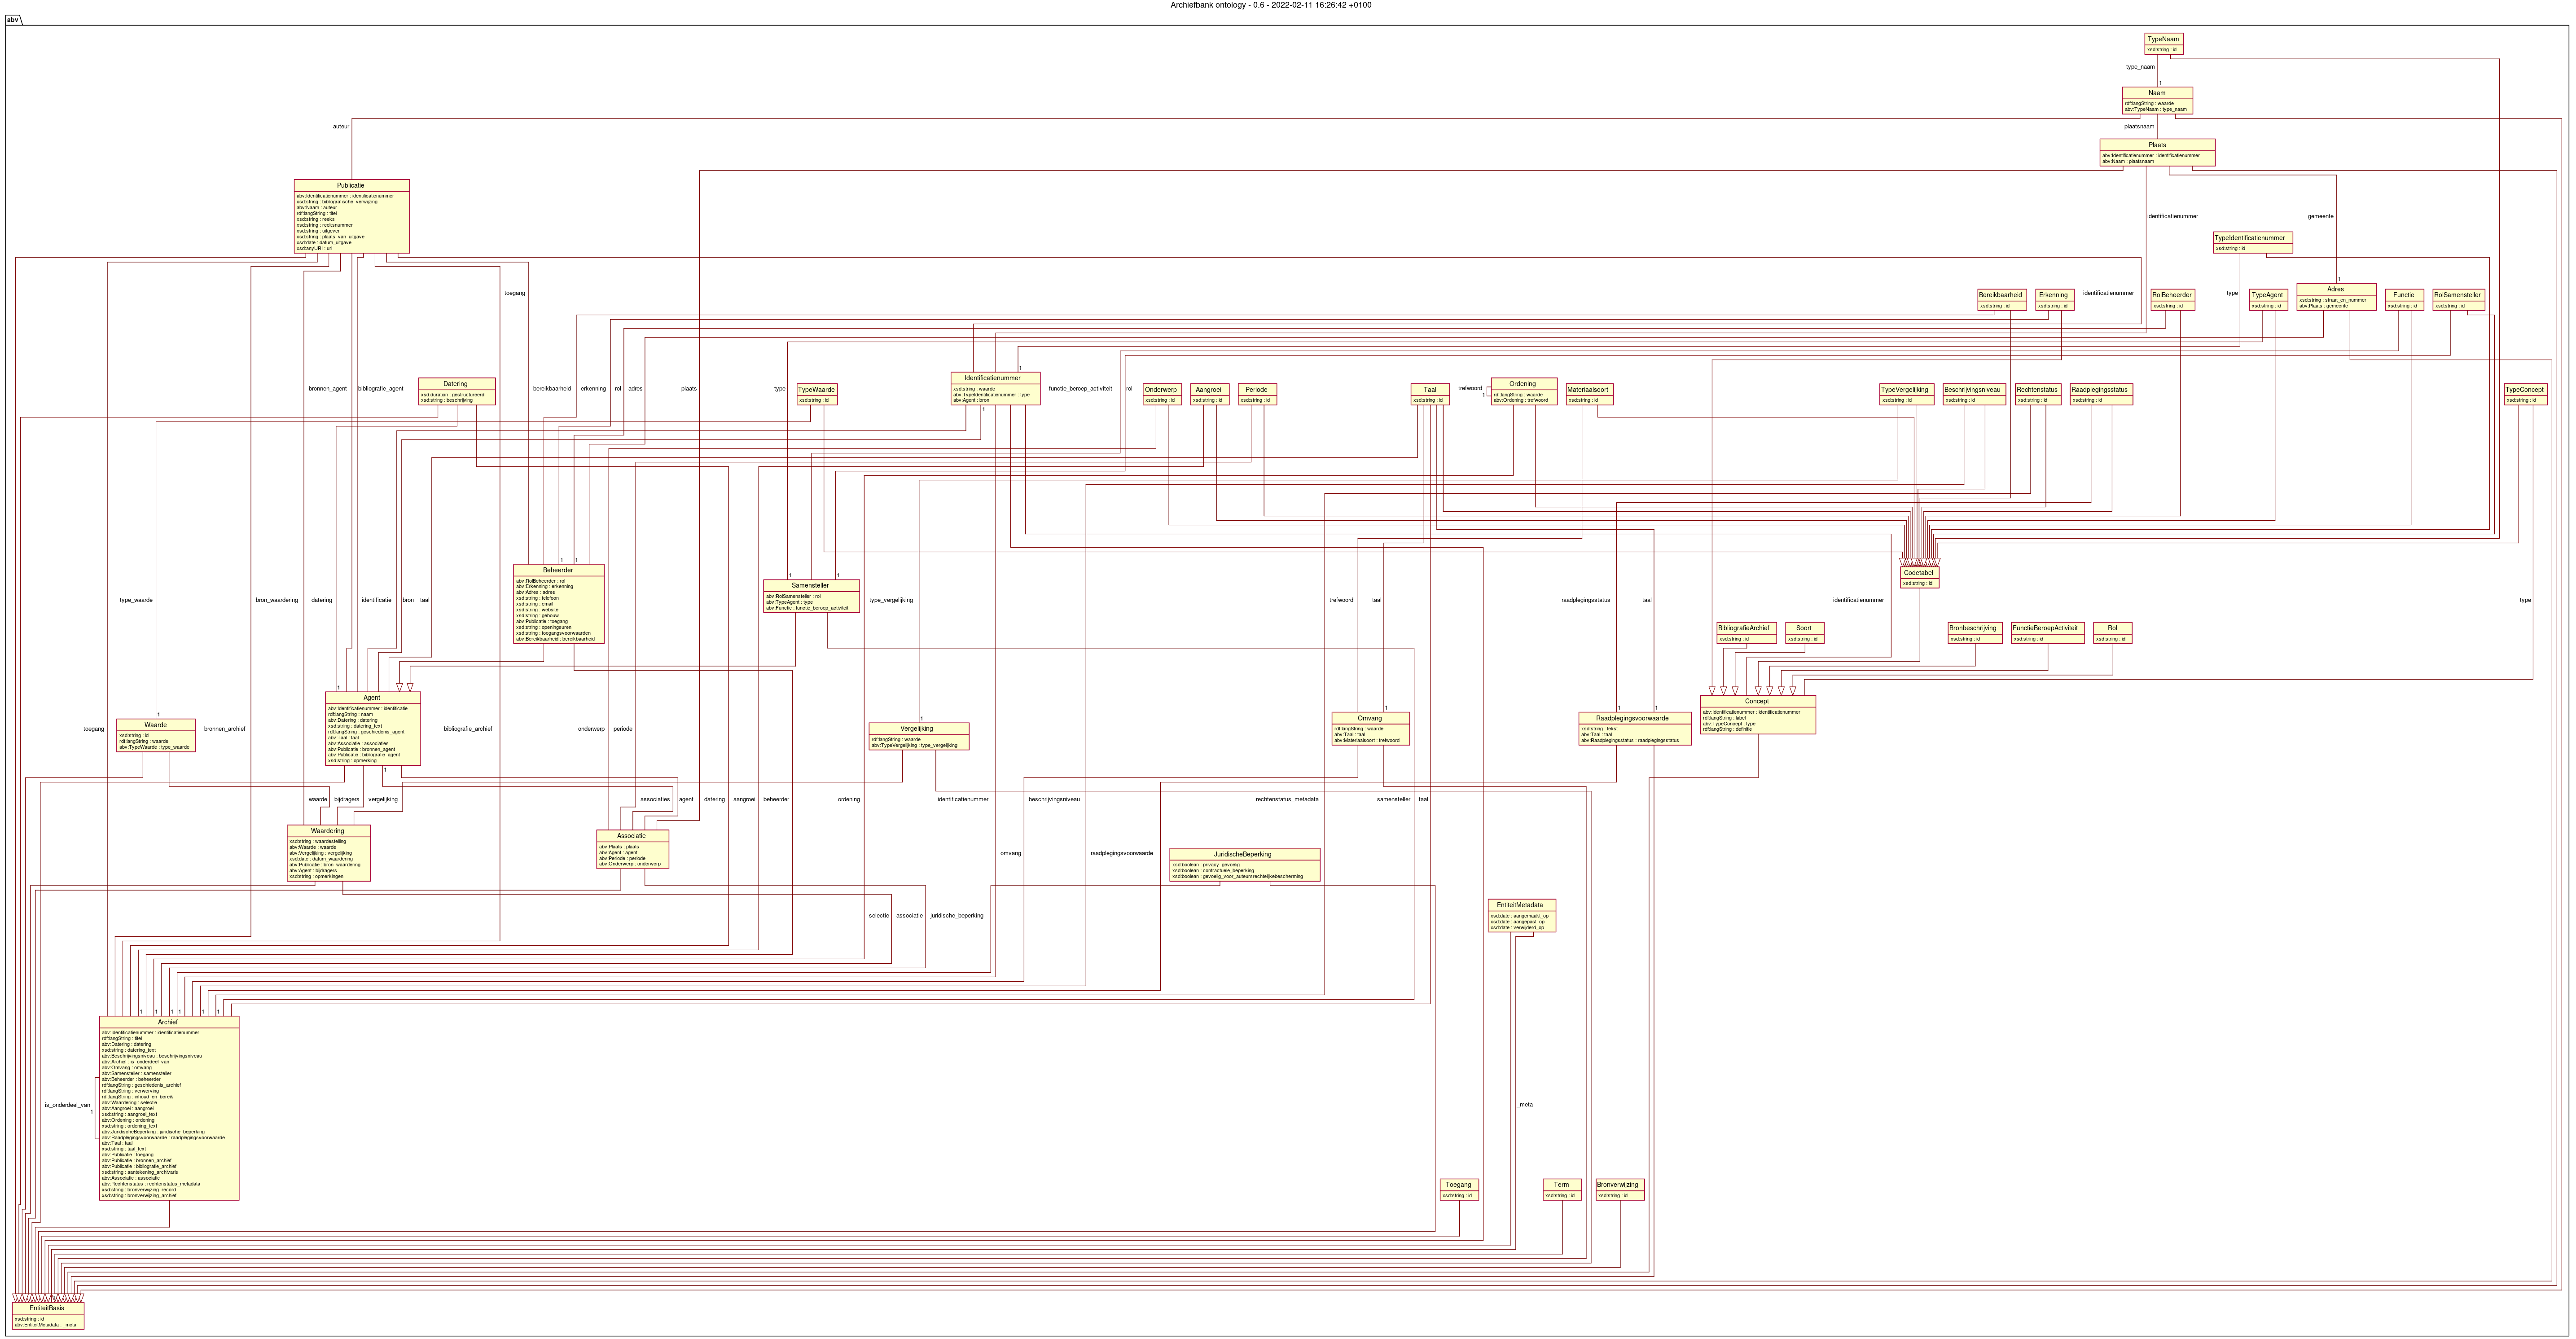 Archiefbank ontology - 0.6 - 2022-02-11 16:26:42 +0100
abv
TypeNaam
xsd:string : id
type_naam
1
Naam
rdf:langString : waarde
abv:TypeNaam : type_naam
auteur
plaatsnaam
Plaats
abv:Identificatienummer : identificatienummer
abv:Naam : plaatsnaam
Publicatie
abv:Identificatienummer : identificatienummer
xsd:string : bibliografische_verwijzing
abv:Naam : auteur
rdf:langString : titel
xsd:string : reeks
xsd:string : reeksnummer
xsd:string : uitgever
xsd:string : plaats_van_uitgave
xsd:date : datum_uitgave
xsd:anyURI : url
identificatienummer
gemeente
TypeIdentificatienummer
xsd:string : id
toegang
identificatienummer
type
1
Bereikbaarheid
xsd:string : id
Erkenning
xsd:string : id
RolBeheerder
xsd:string : id
TypeAgent
xsd:string : id
Adres
xsd:string : straat_en_nummer
abv:Plaats : gemeente
Functie
xsd:string : id
RolSamensteller
xsd:string : id
bronnen_agent
bibliografie_agent
Datering
xsd:duration : gestructureerd
xsd:string : beschrijving
bereikbaarheid
erkenning
rol
adres
plaats
type
TypeWaarde
xsd:string : id
1
Identificatienummer
xsd:string : waarde
abv:TypeIdentificatienummer : type
abv:Agent : bron
1
functie_beroep_activiteit
rol
Onderwerp
xsd:string : id
Aangroei
xsd:string : id
Periode
xsd:string : id
Taal
xsd:string : id
trefwoord
1
Ordening
rdf:langString : waarde
abv:Ordening : trefwoord
Materiaalsoort
xsd:string : id
TypeVergelijking
xsd:string : id
Beschrijvingsniveau
xsd:string : id
Rechtenstatus
xsd:string : id
Raadplegingsstatus
xsd:string : id
TypeConcept
xsd:string : id
1
1
Beheerder
abv:RolBeheerder : rol
abv:Erkenning : erkenning
abv:Adres : adres
xsd:string : telefoon
xsd:string : email
xsd:string : website
xsd:string : gebouw
abv:Publicatie : toegang
xsd:string : openingsuren
xsd:string : toegangsvoorwaarden
abv:Bereikbaarheid : bereikbaarheid
1
1
Samensteller
abv:RolSamensteller : rol
abv:TypeAgent : type
abv:Functie : functie_beroep_activiteit
Codetabel
xsd:string : id
type_waarde
bron_waardering
datering
identificatie
bron
taal
type_vergelijking
trefwoord
taal
raadplegingsstatus
taal
identificatienummer
type
BibliografieArchief
xsd:string : id
Soort
xsd:string : id
Bronbeschrijving
xsd:string : id
FunctieBeroepActiviteit
xsd:string : id
Rol
xsd:string : id
1
Agent
abv:Identificatienummer : identificatie
rdf:langString : naam
abv:Datering : datering
xsd:string : datering_text
rdf:langString : geschiedenis_agent
abv:Taal : taal
abv:Associatie : associaties
abv:Publicatie : bronnen_agent
abv:Publicatie : bibliografie_agent
xsd:string : opmerking
1
toegang
1
Waarde
xsd:string : id
rdf:langString : waarde
abv:TypeWaarde : type_waarde
bronnen_archief
bibliografie_archief
onderwerp
periode
1
Vergelijking
rdf:langString : waarde
abv:TypeVergelijking : type_vergelijking
1
Omvang
rdf:langString : waarde
abv:Taal : taal
abv:Materiaalsoort : trefwoord
1
1
Raadplegingsvoorwaarde
xsd:string : tekst
abv:Taal : taal
abv:Raadplegingsstatus : raadplegingsstatus
Concept
abv:Identificatienummer : identificatienummer
rdf:langString : label
abv:TypeConcept : type
rdf:langString : definitie
waarde
bijdragers
vergelijking
associaties
agent
datering
aangroei
beheerder
ordening
identificatienummer
beschrijvingsniveau
rechtenstatus_metadata
samensteller
taal
Waardering
xsd:string : waardestelling
abv:Waarde : waarde
abv:Vergelijking : vergelijking
xsd:date : datum_waardering
abv:Publicatie : bron_waardering
abv:Agent : bijdragers
xsd:string : opmerkingen
Associatie
abv:Plaats : plaats
abv:Agent : agent
abv:Periode : periode
abv:Onderwerp : onderwerp
omvang
raadplegingsvoorwaarde
JuridischeBeperking
xsd:boolean : privacy_gevoelig
xsd:boolean : contractuele_beperking
xsd:boolean : gevoelig_voor_auteursrechtelijkebescherming
selectie
associatie
juridische_beperking
EntiteitMetadata
xsd:date : aangemaakt_op
xsd:date : aangepast_op
xsd:date : verwijderd_op
1
1
1
1
1
1
Archief
abv:Identificatienummer : identificatienummer
rdf:langString : titel
abv:Datering : datering
xsd:string : datering_text
abv:Beschrijvingsniveau : beschrijvingsniveau
abv:Archief : is_onderdeel_van
abv:Omvang : omvang
abv:Samensteller : samensteller
abv:Beheerder : beheerder
rdf:langString : geschiedenis_archief
rdf:langString : verwerving
rdf:langString : inhoud_en_bereik
abv:Waardering : selectie
abv:Aangroei : aangroei
xsd:string : aangroei_text
abv:Ordening : ordening
xsd:string : ordening_text
abv:JuridischeBeperking : juridische_beperking
abv:Raadplegingsvoorwaarde : raadplegingsvoorwaarde
abv:Taal : taal
xsd:string : taal_text
abv:Publicatie : toegang
abv:Publicatie : bronnen_archief
abv:Publicatie : bibliografie_archief
xsd:string : aantekening_archivaris
abv:Associatie : associatie
abv:Rechtenstatus : rechtenstatus_metadata
xsd:string : bronverwijzing_record
xsd:string : bronverwijzing_archief
is_onderdeel_van
1
_meta
Toegang
xsd:string : id
Term
xsd:string : id
Bronverwijzing
xsd:string : id
EntiteitBasis
xsd:string : id
abv:EntiteitMetadata : _meta